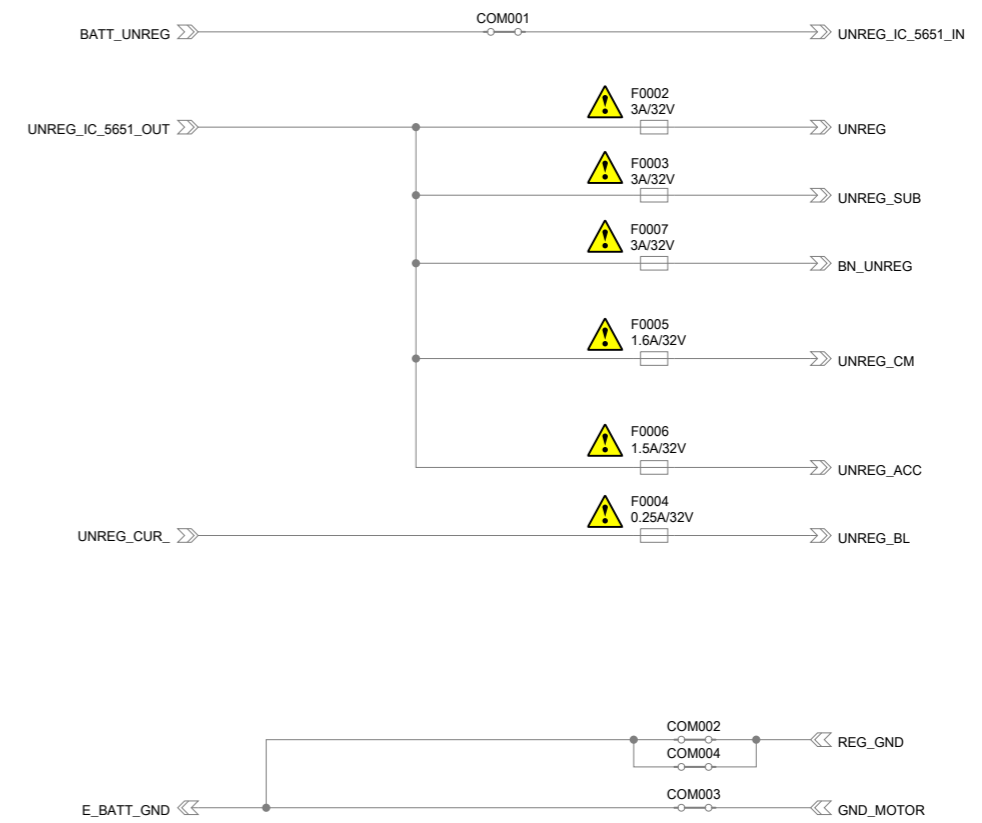 COM001
BATT_UNREG
UNREG_IC_5651_IN
F0002
3A/32V
UNREG_IC_5651_OUT
UNREG
F0003
3A/32V
UNREG_SUB
F0007
3A/32V
BN_UNREG
F0005
1.6A/32V
UNREG_CM
F0006
1.5A/32V
UNREG_ACC
F0004
0.25A/32V
UNREG_CUR_
UNREG_BL
COM002
REG_GND
COM004
COM003
E_BATT_GND
GND_MOTOR